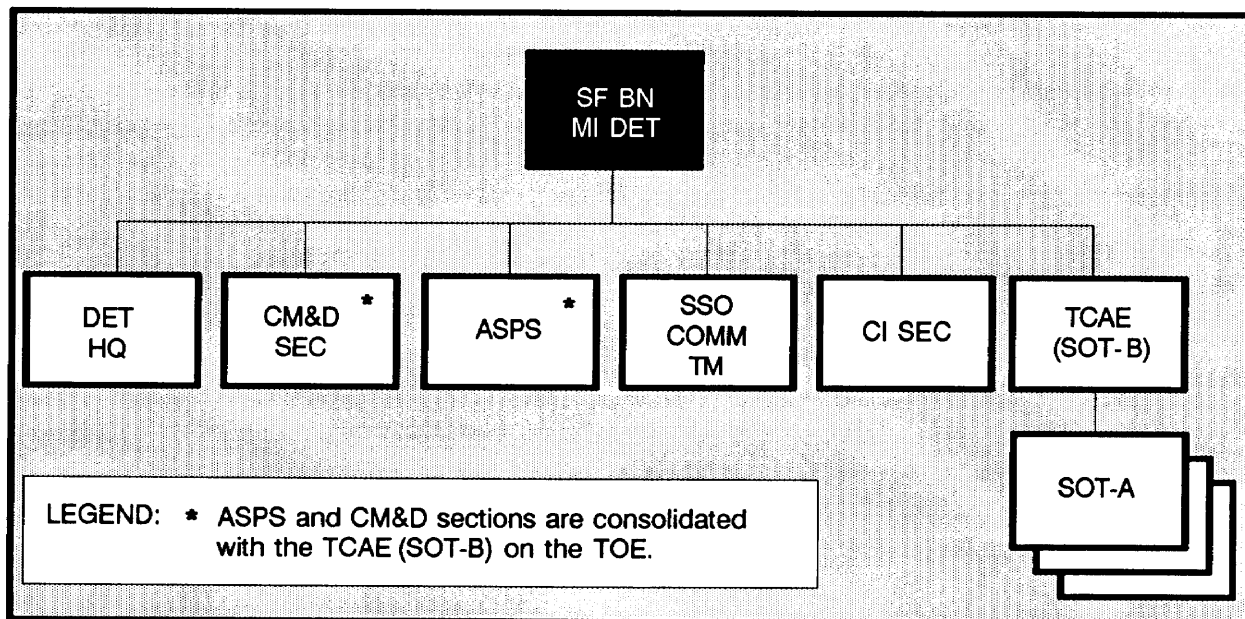 SF BN
MI DET
DET
HQ
CM&D *
SEC
ASPS *
SSO
COMM
TM
CI SEC
TCAE
(SOT-B)
SOT-A
LEGEND: * ASPS and CM&D sections are consolidated
with the TCAE (SOT-B) on the TOE.